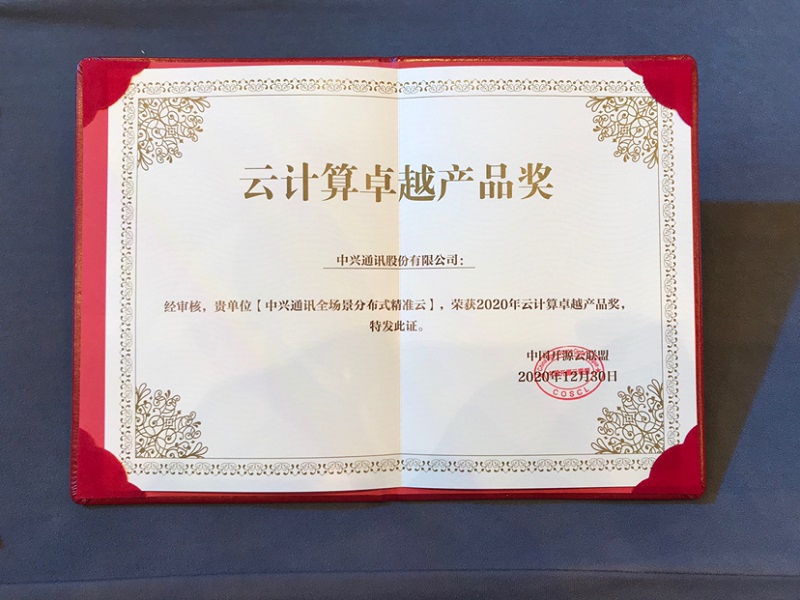 云计算卓越产品奖
中兴通讯股份有限公司：
经审核，贵单位【中兴通讯全场景分布式精准云】，荣获2020年云计算卓越产品奖，
特发此证。
中国开源云联盟
2020年12月30日
COSCL